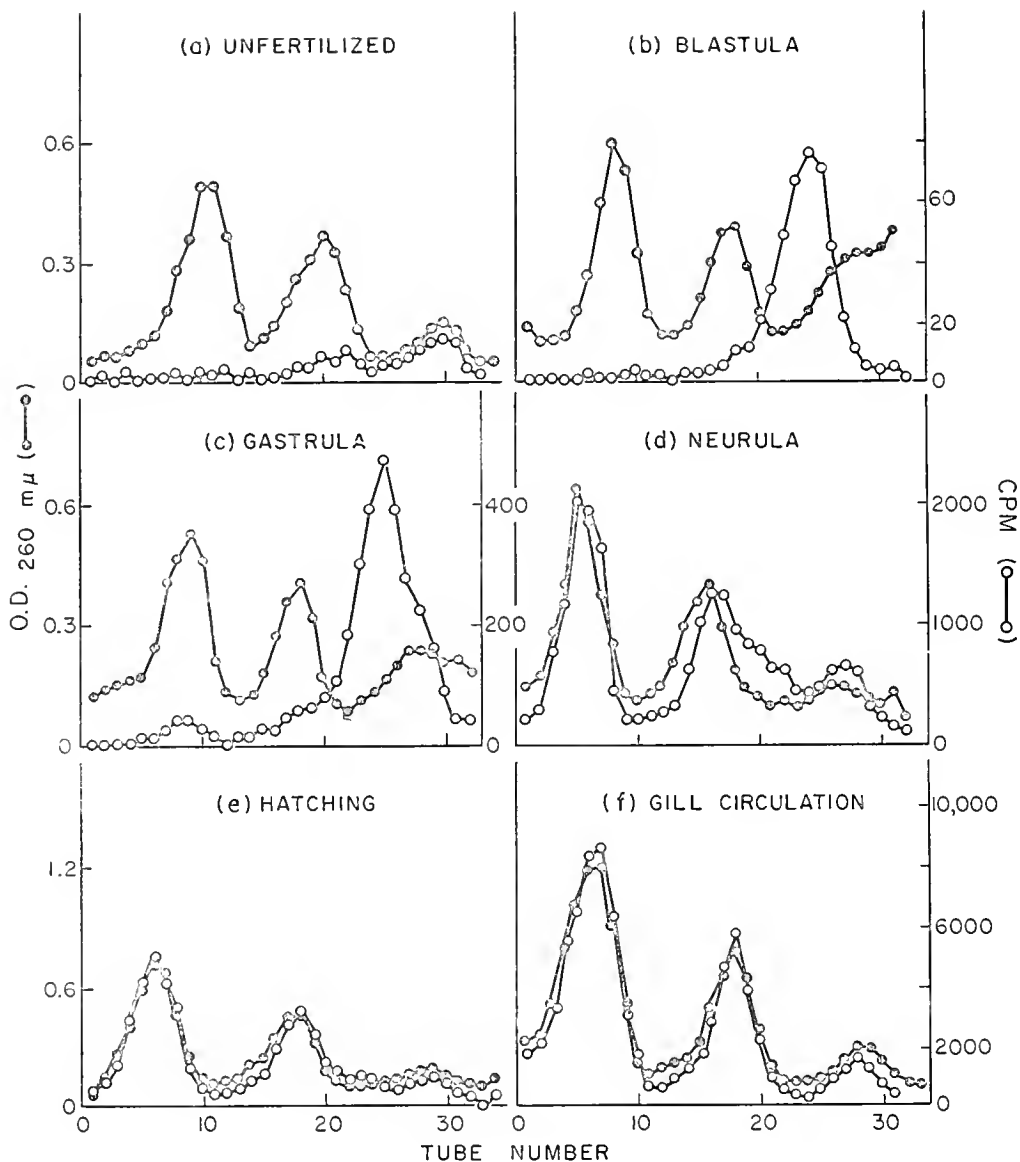 (a) UNFERTILIZED
(b) BLASTULA
0.6
0.3
0
60
20
0
(c) GASTRULA
(d) NEURULA
0.6
0.3
0
400
200
0
2000
1000
0
(e) HATCHING
(f) GILL CIRCULATION
1.2
0.6
0
10,000
6000
2000
0
0 10 20 30
0 10 20 30
TUBE NUMBER
O.D. 260 mµ
CPM